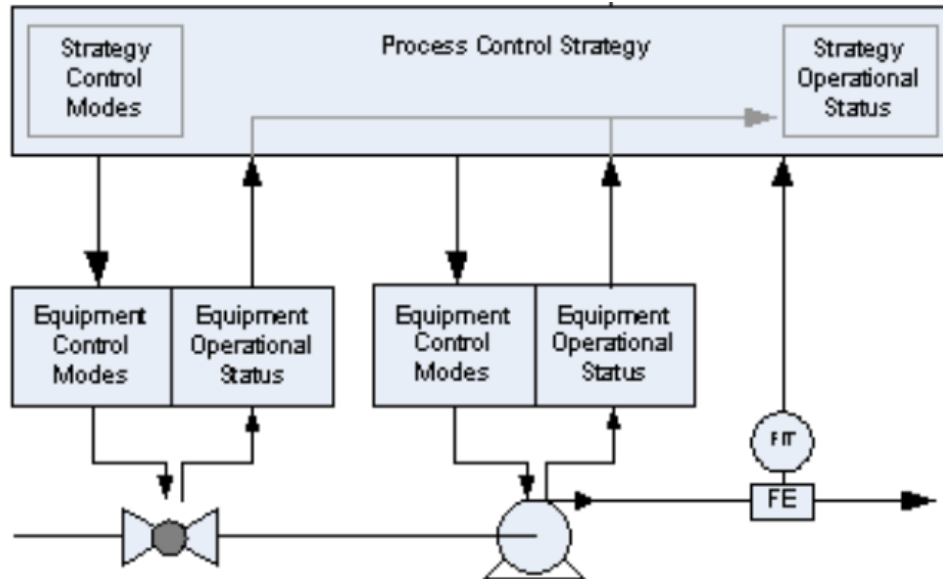 Strategy
Control
Modes
Process Control Strategy
Strategy
Operational
Status
Equipment
Control
Modes
Equipment
Operational
Status
Equipment
Control
Modes
Equipment
Operational
Status
FIT
FE